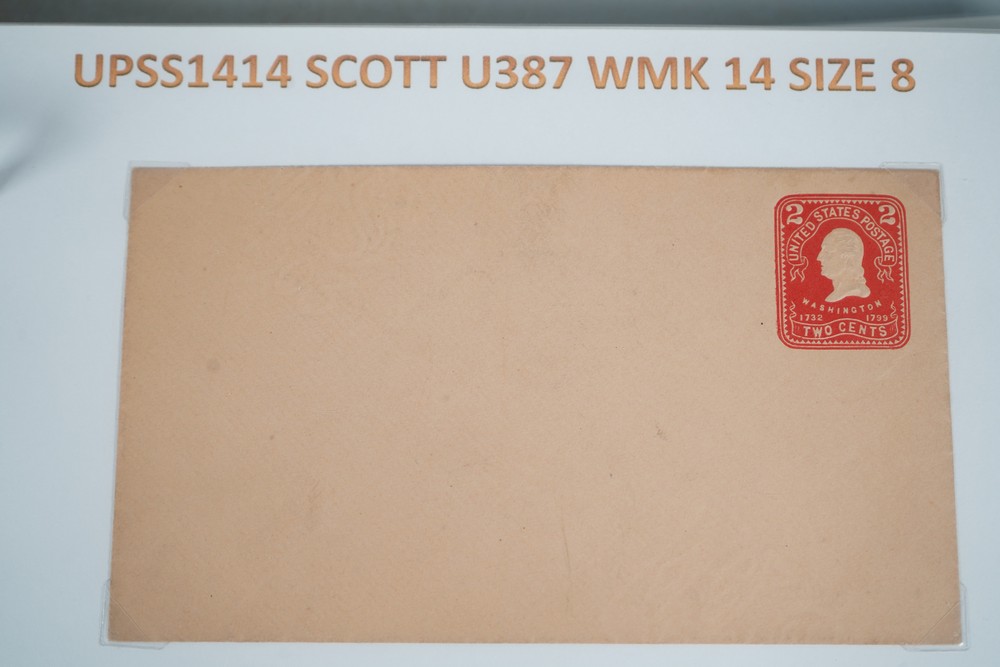 UPSS1414 SCOTT U387 WMK 14 SIZE 8
2 2
UNITED STATES POSTAGE
WASHINGTON
1732 1799
TWO CENTS